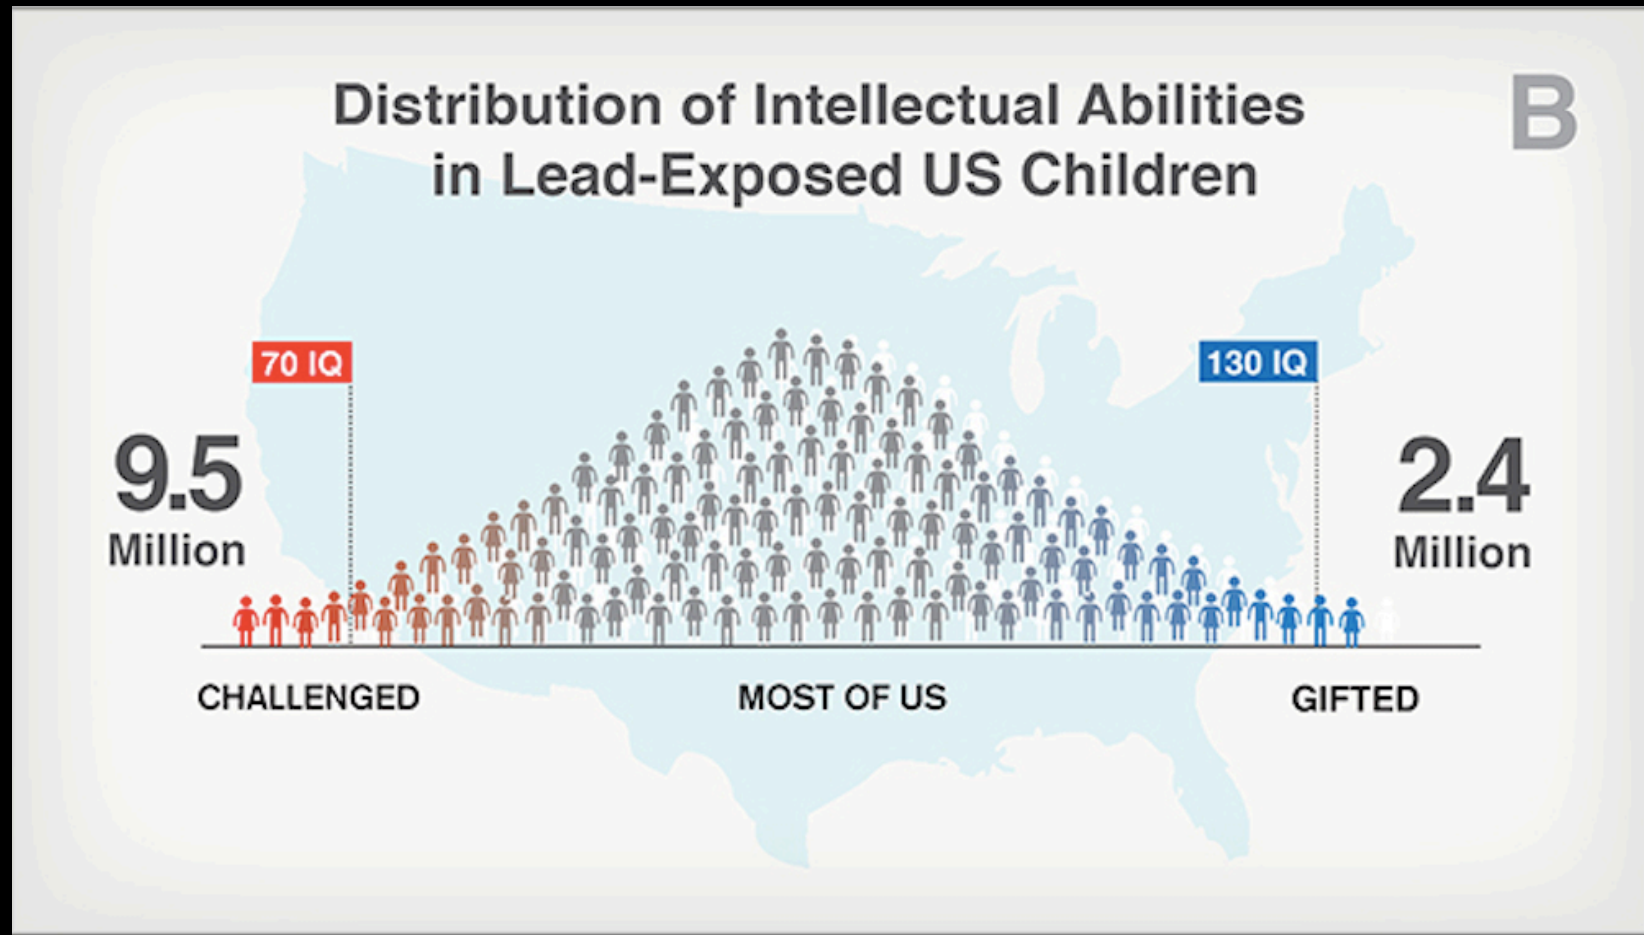 Distribution of Intellectual Abilities
in Lead-Exposed US Children
B
70 IQ
130 IQ
9.5
Million
2.4
Million
CHALLENGED
MOST OF US
GIFTED